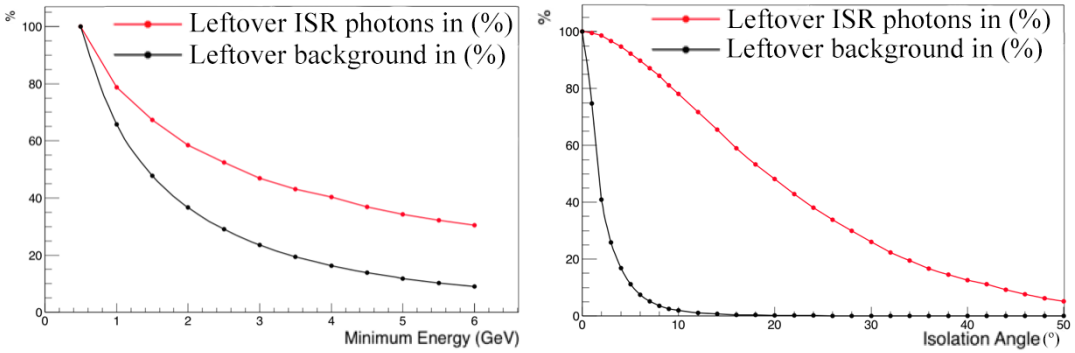 %
Leftover ISR photons in (%)
Leftover background in (%)
100
80
60
40
20
0
0 1 2 3 4 5 6
Minimum Energy (GeV)
%
Leftover ISR photons in (%)
Leftover background in (%)
100
80
60
40
20
0
0 10 20 30 40 50
Isolation Angle (º)